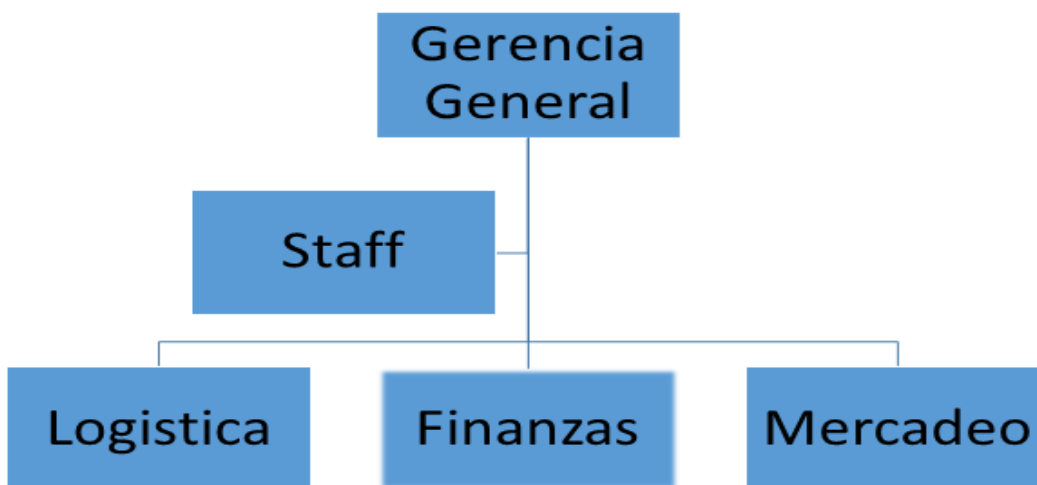 Gerencia
General
Staff
Logistica
Finanzas
Mercadeo